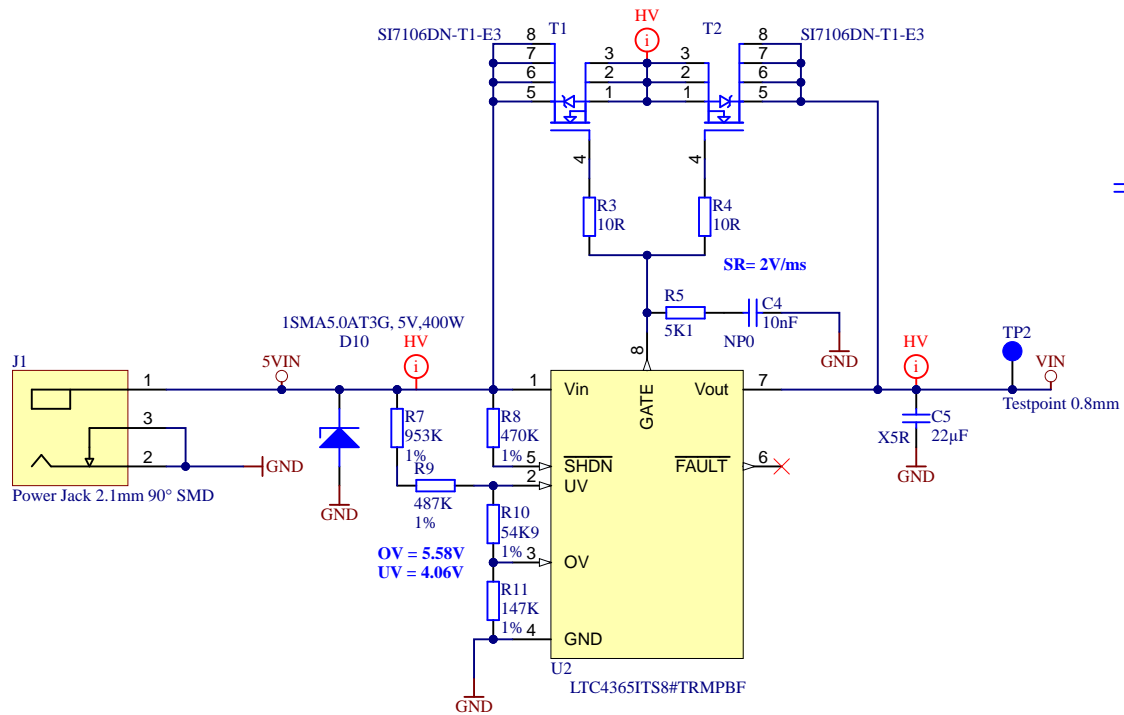 HV
SI7106DN-T1-E3
T1
T2
SI7106DN-T1-E3
i
8
7
6
5
3
2
1
3
2
1
8
7
6
5
4
4
R3
10R
R4
10R
SR= 2V/ms
R5
5K1
C4
10nF
NP0
GND
1SMA5.0AT3G, 5V,400W
D10
HV
i
5VIN
J1
1
3
2
GND
Power Jack 2.1mm 90° SMD
GND
R7
953K
1%
R8
470K
1%
R9
487K
1%
R10
54K9
1%
R11
147K
1%
OV = 5.58V
UV = 4.06V
GND
8
GATE
1
Vin
Vout
7
5
SHDN
FAULT
6
2
UV
3
OV
4
GND
U2
LTC4365ITS8#TRMPBF
HV
i
TP2
VIN
Testpoint 0.8mm
C5
X5R
22µF
GND